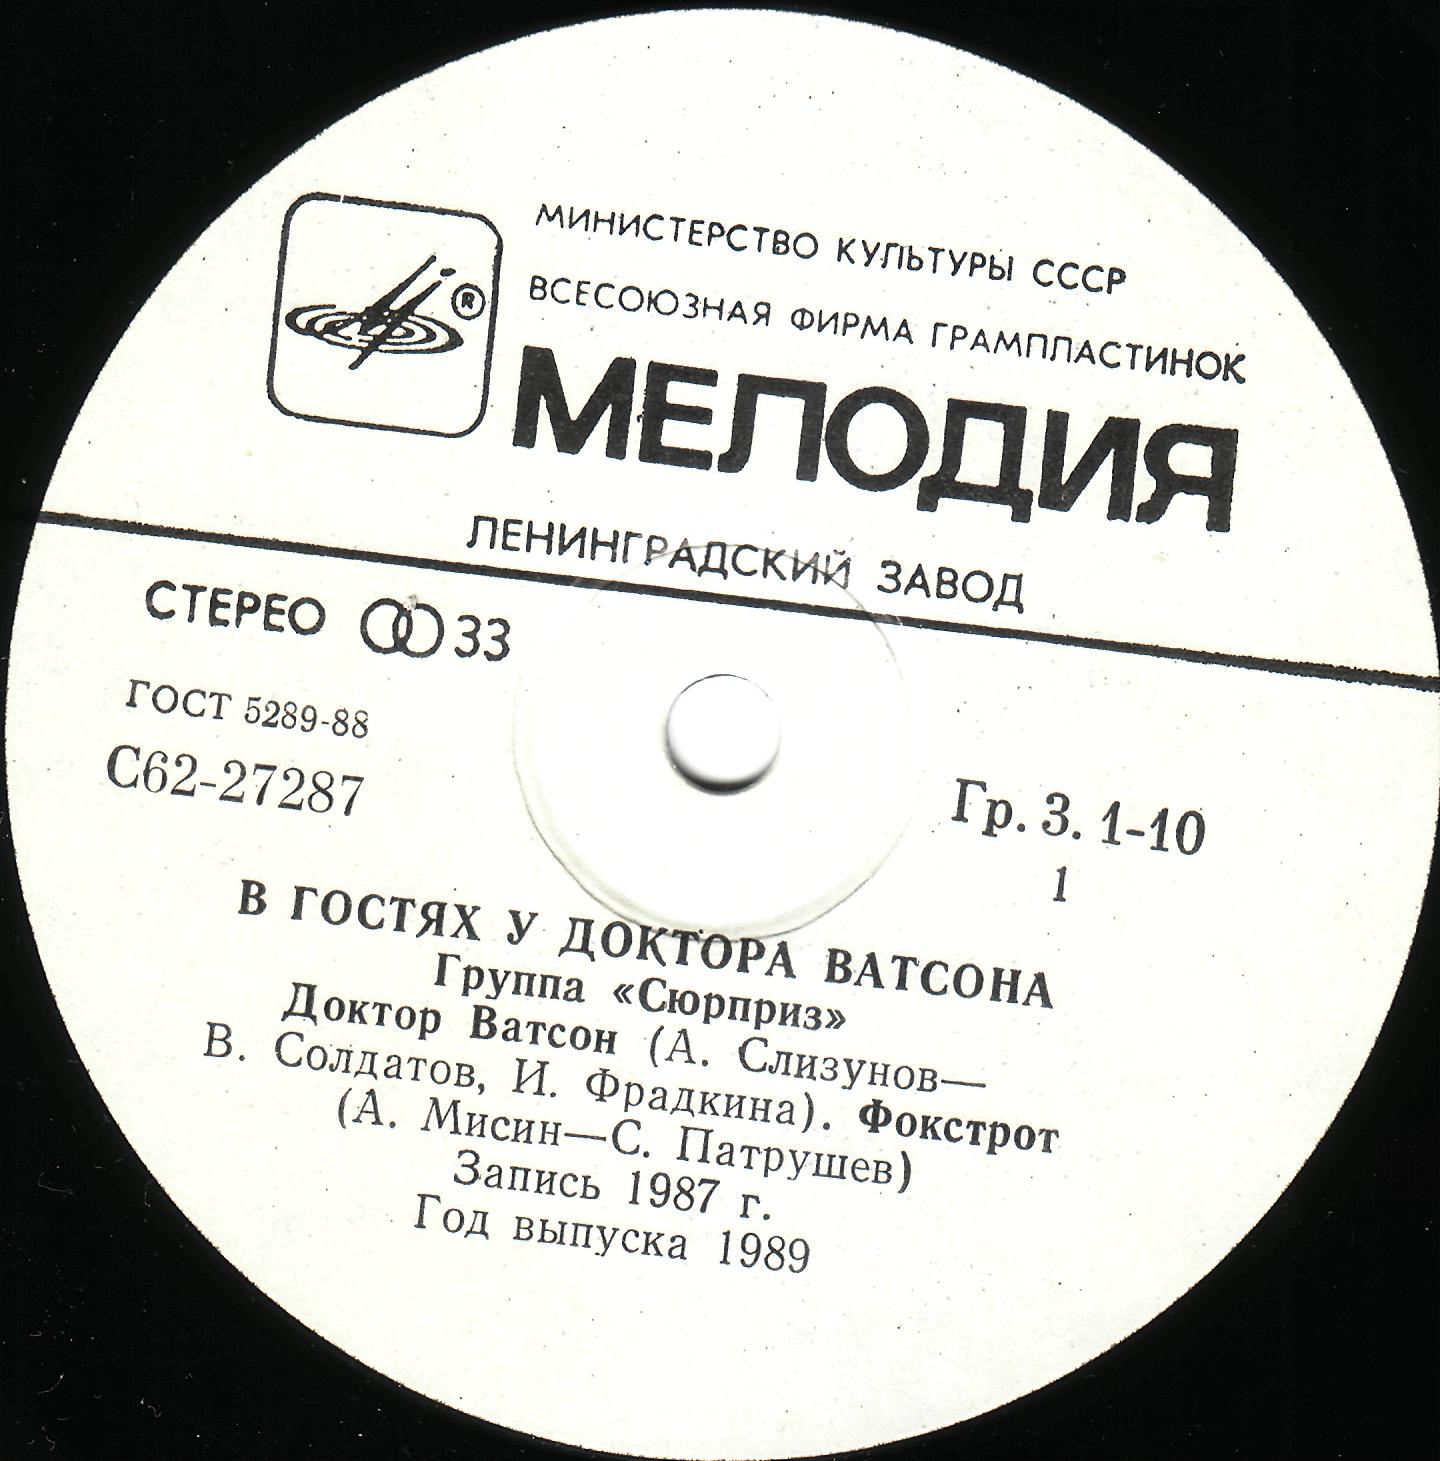 МИНИСТЕРСТВО КУЛЬТУРЫ СССР
ВСЕСОЮЗНАЯ ФИРМА ГРАМПЛАСТИНОК
®
МЕЛОДИЯ
ЛЕНИНГРАДСКИЙ ЗАВОД
СТЕРЕО 33
ГОСТ 5289-88
С62-27287
Гр. 3. 1-10
1
В ГОСТЯХ У ДОКТОРА ВАТСОНА
Группа «Сюрприз»
Доктор Ватсон (А. Слизунов—
В. Солдатов, И. Фрадкина). Фокстрот
(А. Мисин—С. Патрушев)
Запись 1987 г.
Год выпуска 1989